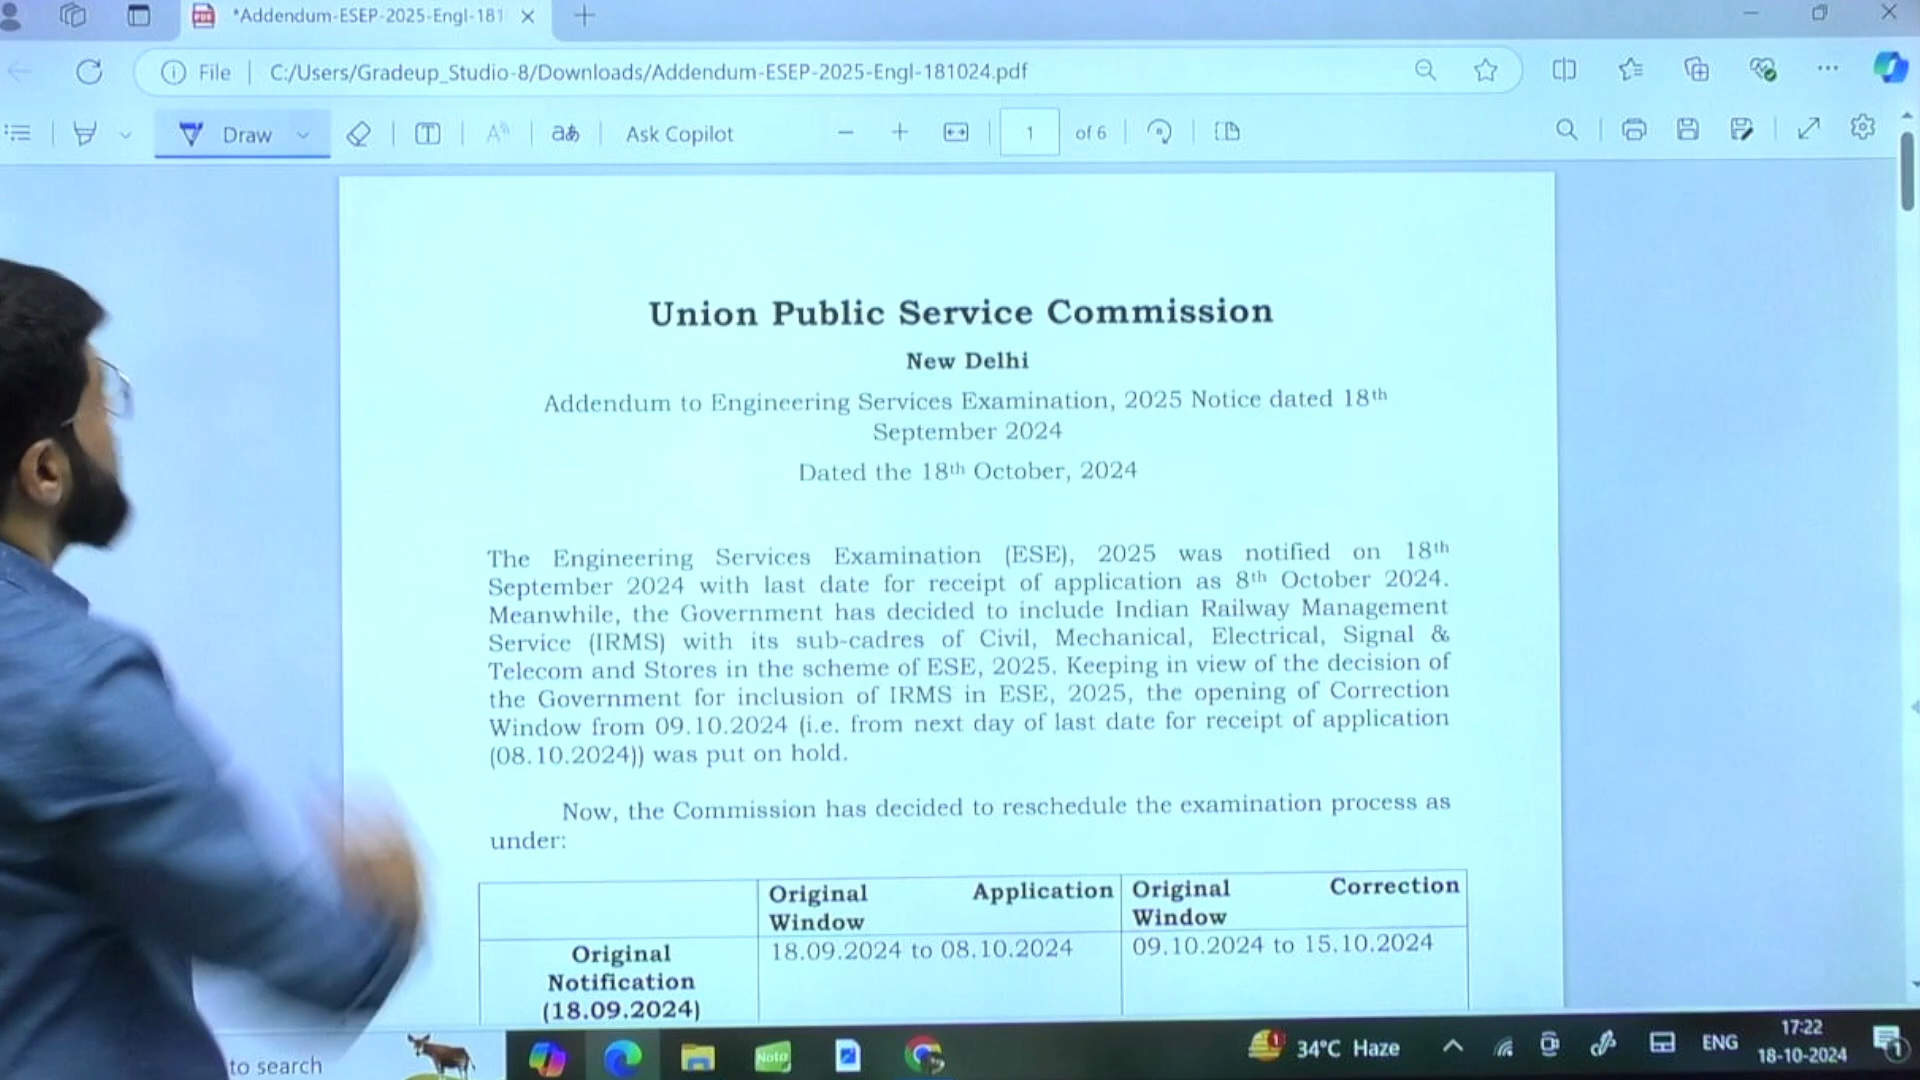 *Addendum-ESEP-2025-Engl-181
File
C:/Users/Gradeup_Studio-8/Downloads/Addendum-ESEP-2025-Engl-181024.pdf
Draw
Ask Copilot
1
of 6
Union Public Service Commission
New Delhi
Addendum to Engineering Services Examination, 2025 Notice dated 18th
September 2024
Dated the 18th October, 2024
The Engineering Services Examination (ESE), 2025 was notified on 18th
September 2024 with last date for receipt of application as 8th October 2024.
Meanwhile, the Government has decided to include Indian Railway Management
Service (IRMS) with its sub-cadres of Civil, Mechanical, Electrical, Signal &
Telecom and Stores in the scheme of ESE, 2025. Keeping in view of the decision of
the Government for inclusion of IRMS in ESE, 2025, the opening of Correction
Window from 09.10.2024 (i.e. from next day of last date for receipt of application
(08.10.2024)) was put on hold.
Now, the Commission has decided to reschedule the examination process as
under:
Original Application
Window
Original Correction
Window
Original
Notification
(18.09.2024)
18.09.2024 to 08.10.2024
09.10.2024 to 15.10.2024
to search
Note
34°C Haze
ENG
17:22
18-10-2024